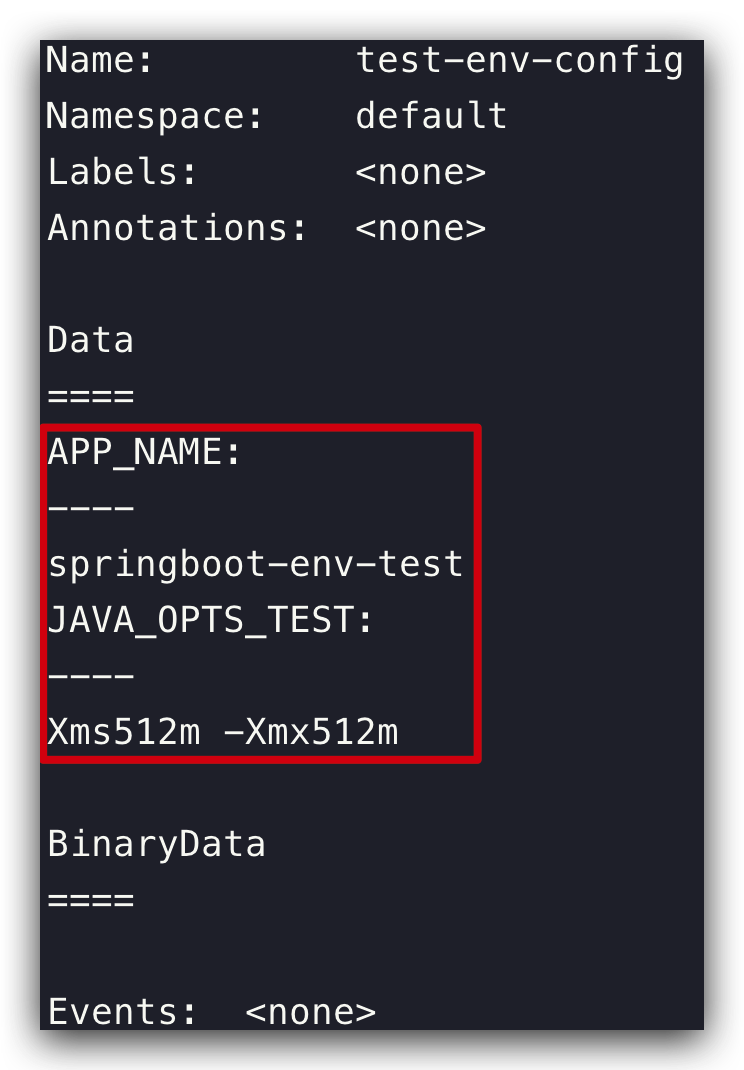 Name:         test-env-config
Namespace:    default
Labels:       <none>
Annotations:  <none>
Data
====
APP_NAME:
----
springboot-env-test
JAVA_OPTS_TEST:
----
Xms512m -Xmx512m
BinaryData
====
Events:  <none>